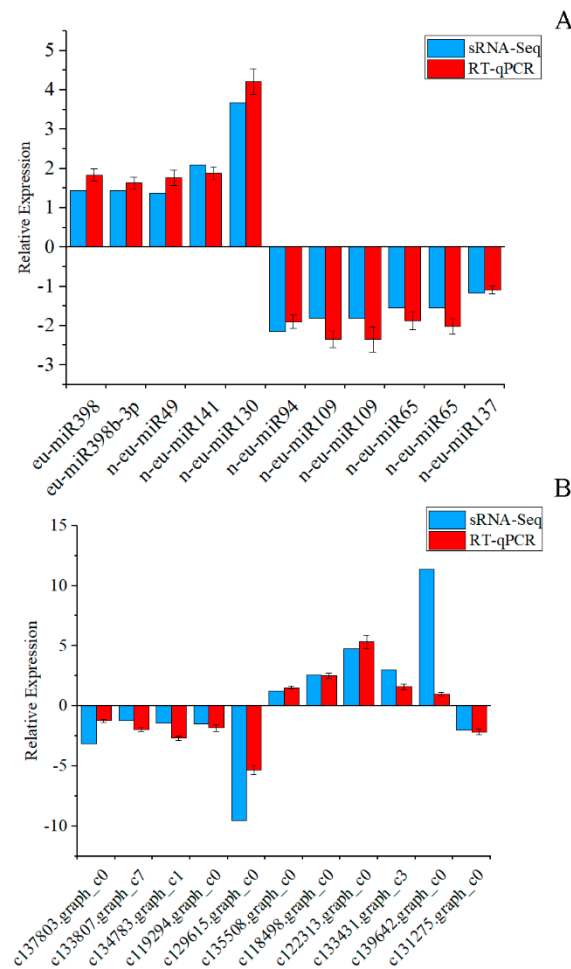 A
sRNA-Seq
RT-qPCR
Relative Expression
5
4
3
2
1
0
-1
-2
-3
eu-miR398
eu-miR398b-3p
n-eu-miR49
n-eu-miR141
n-eu-miR130
n-eu-miR94
n-eu-miR109
n-eu-miR109
n-eu-miR65
n-eu-miR65
n-eu-miR137
B
sRNA-Seq
RT-qPCR
Relative Expression
15
10
5
0
-5
-10
c137803.graph_c0
c133807.graph_c7
c134783.graph_c1
c119294.graph_c0
c129615.graph_c0
c135508.graph_c0
c118498.graph_c0
c122313.graph_c0
c133431.graph_c3
c139642.graph_c0
c131275.graph_c0